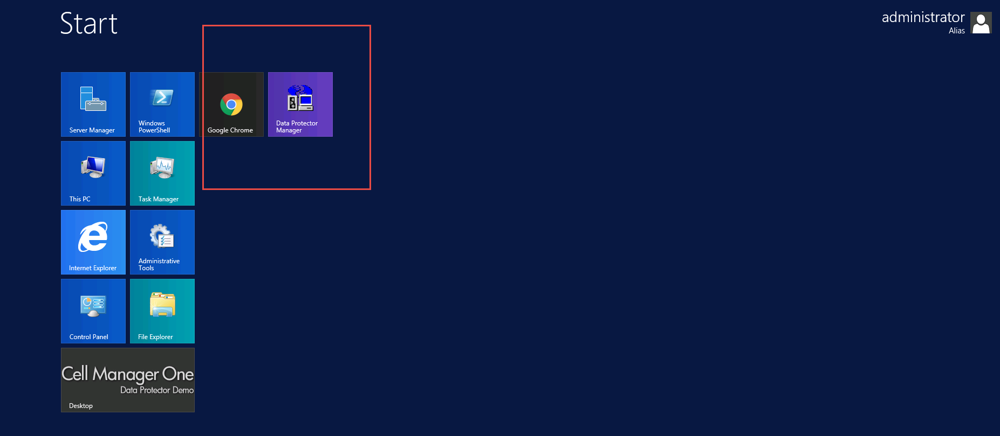 Start
administrator
Alias
Server Manager
Windows
PowerShell
Google Chrome
Data Protector
Manager
This PC
Task Manager
Internet Explorer
Administrative
Tools
Control Panel
File Explorer
Cell Manager One
Data Protector Demo
Desktop